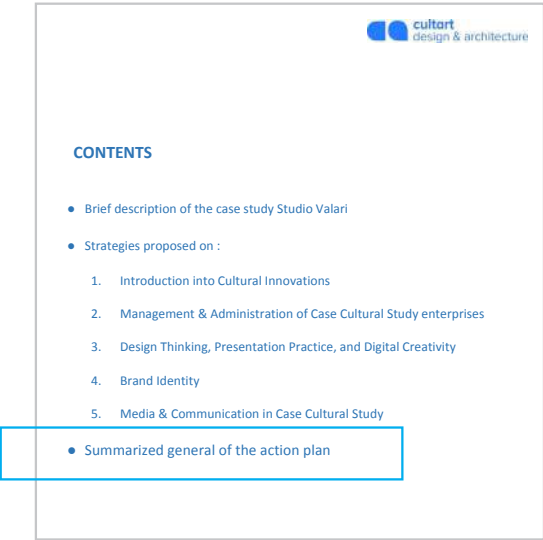 cultart
design & architecture
CONTENTS
● Brief description of the case study Studio Valari
● Strategies proposed on :
1. Introduction into Cultural Innovations
2. Management & Administration of Case Cultural Study enterprises
3. Design Thinking, Presentation Practice, and Digital Creativity
4. Brand Identity
5. Media & Communication in Case Cultural Study
● Summarized general of the action plan